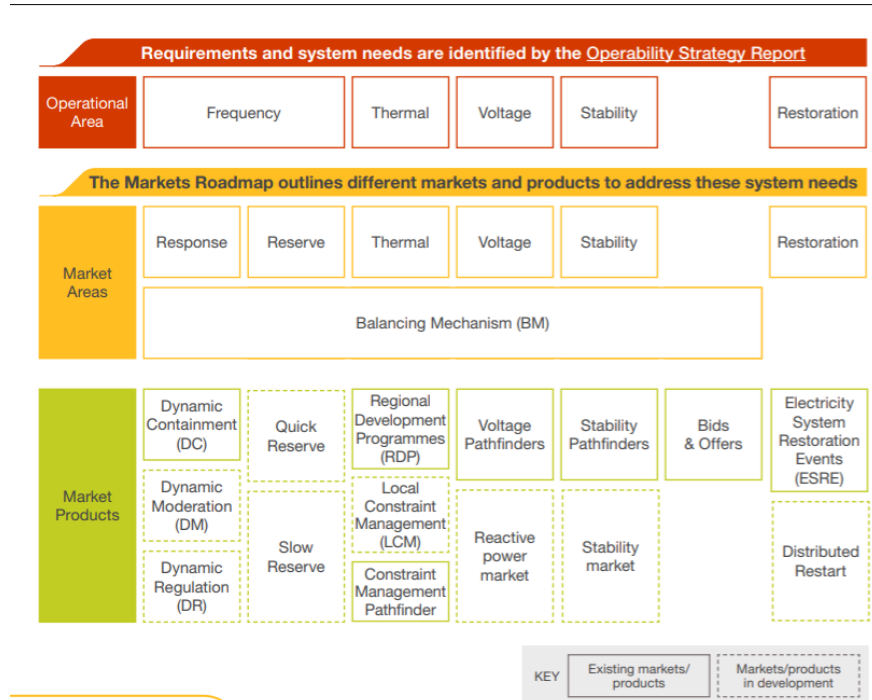 Requirements and system needs are identified by the Operability Strategy Report
Operational
Area
Frequency
Thermal
Voltage
Stability
Restoration
The Markets Roadmap outlines different markets and products to address these system needs
Market
Areas
Response
Reserve
Thermal
Voltage
Stability
Restoration
Balancing Mechanism (BM)
Market
Products
Dynamic
Containment
(DC)
Dynamic
Moderation
(DM)
Dynamic
Regulation
(DR)
Quick
Reserve
Slow
Reserve
Regional
Development
Programmes
(RDP)
Local
Constraint
Management
(LCM)
Constraint
Management
Pathfinder
Voltage
Pathfinders
Reactive
power
market
Stability
Pathfinders
Stability
market
Bids
& Offers
Electricity
System
Restoration
Events
(ESRE)
Distributed
Restart
KEY
Existing markets/
products
Markets/products
in development